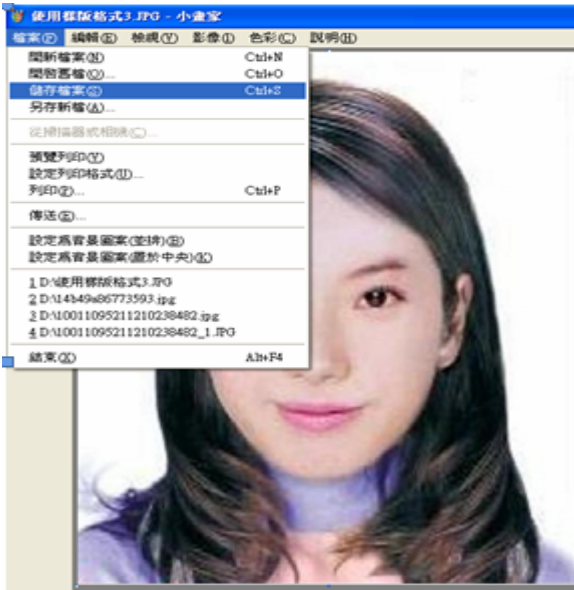 使用樣版格式3.JPG - 小畫家
檔案(F) 編輯(E) 檢視(V) 影像(I) 色彩(C) 說明(H)
開新檔案(N) Ctrl+N
開啟舊檔(O)... Ctrl+O
儲存檔案(S) Ctrl+S
另存新檔(A)...
從掃描器或相機(C)...
預覽列印(V)
設定列印格式(U)...
列印(P)... Ctrl+P
傳送(E)...
設定為背景圖案(並排)(B)
設定為背景圖案(置於中央)(K)
1 D:\使用樣版格式3.JPG
2 D:\14b49a86773593.jpg
3 D:\10011095211210238482.jpg
4 D:\10011095211210238482_1.JPG
結束(X) Alt+F4